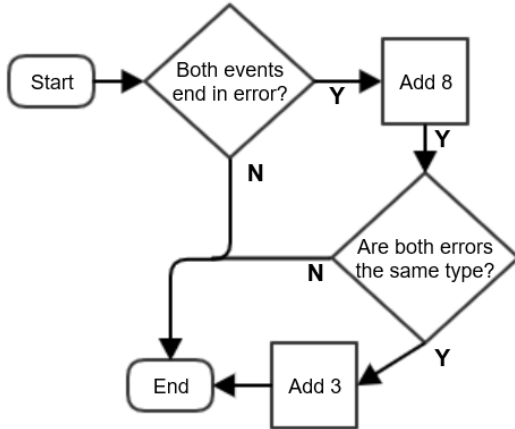 Start
Both events
end in error?
Y
Add 8
Y
N
Are both errors
the same type?
N
Y
End
Add 3